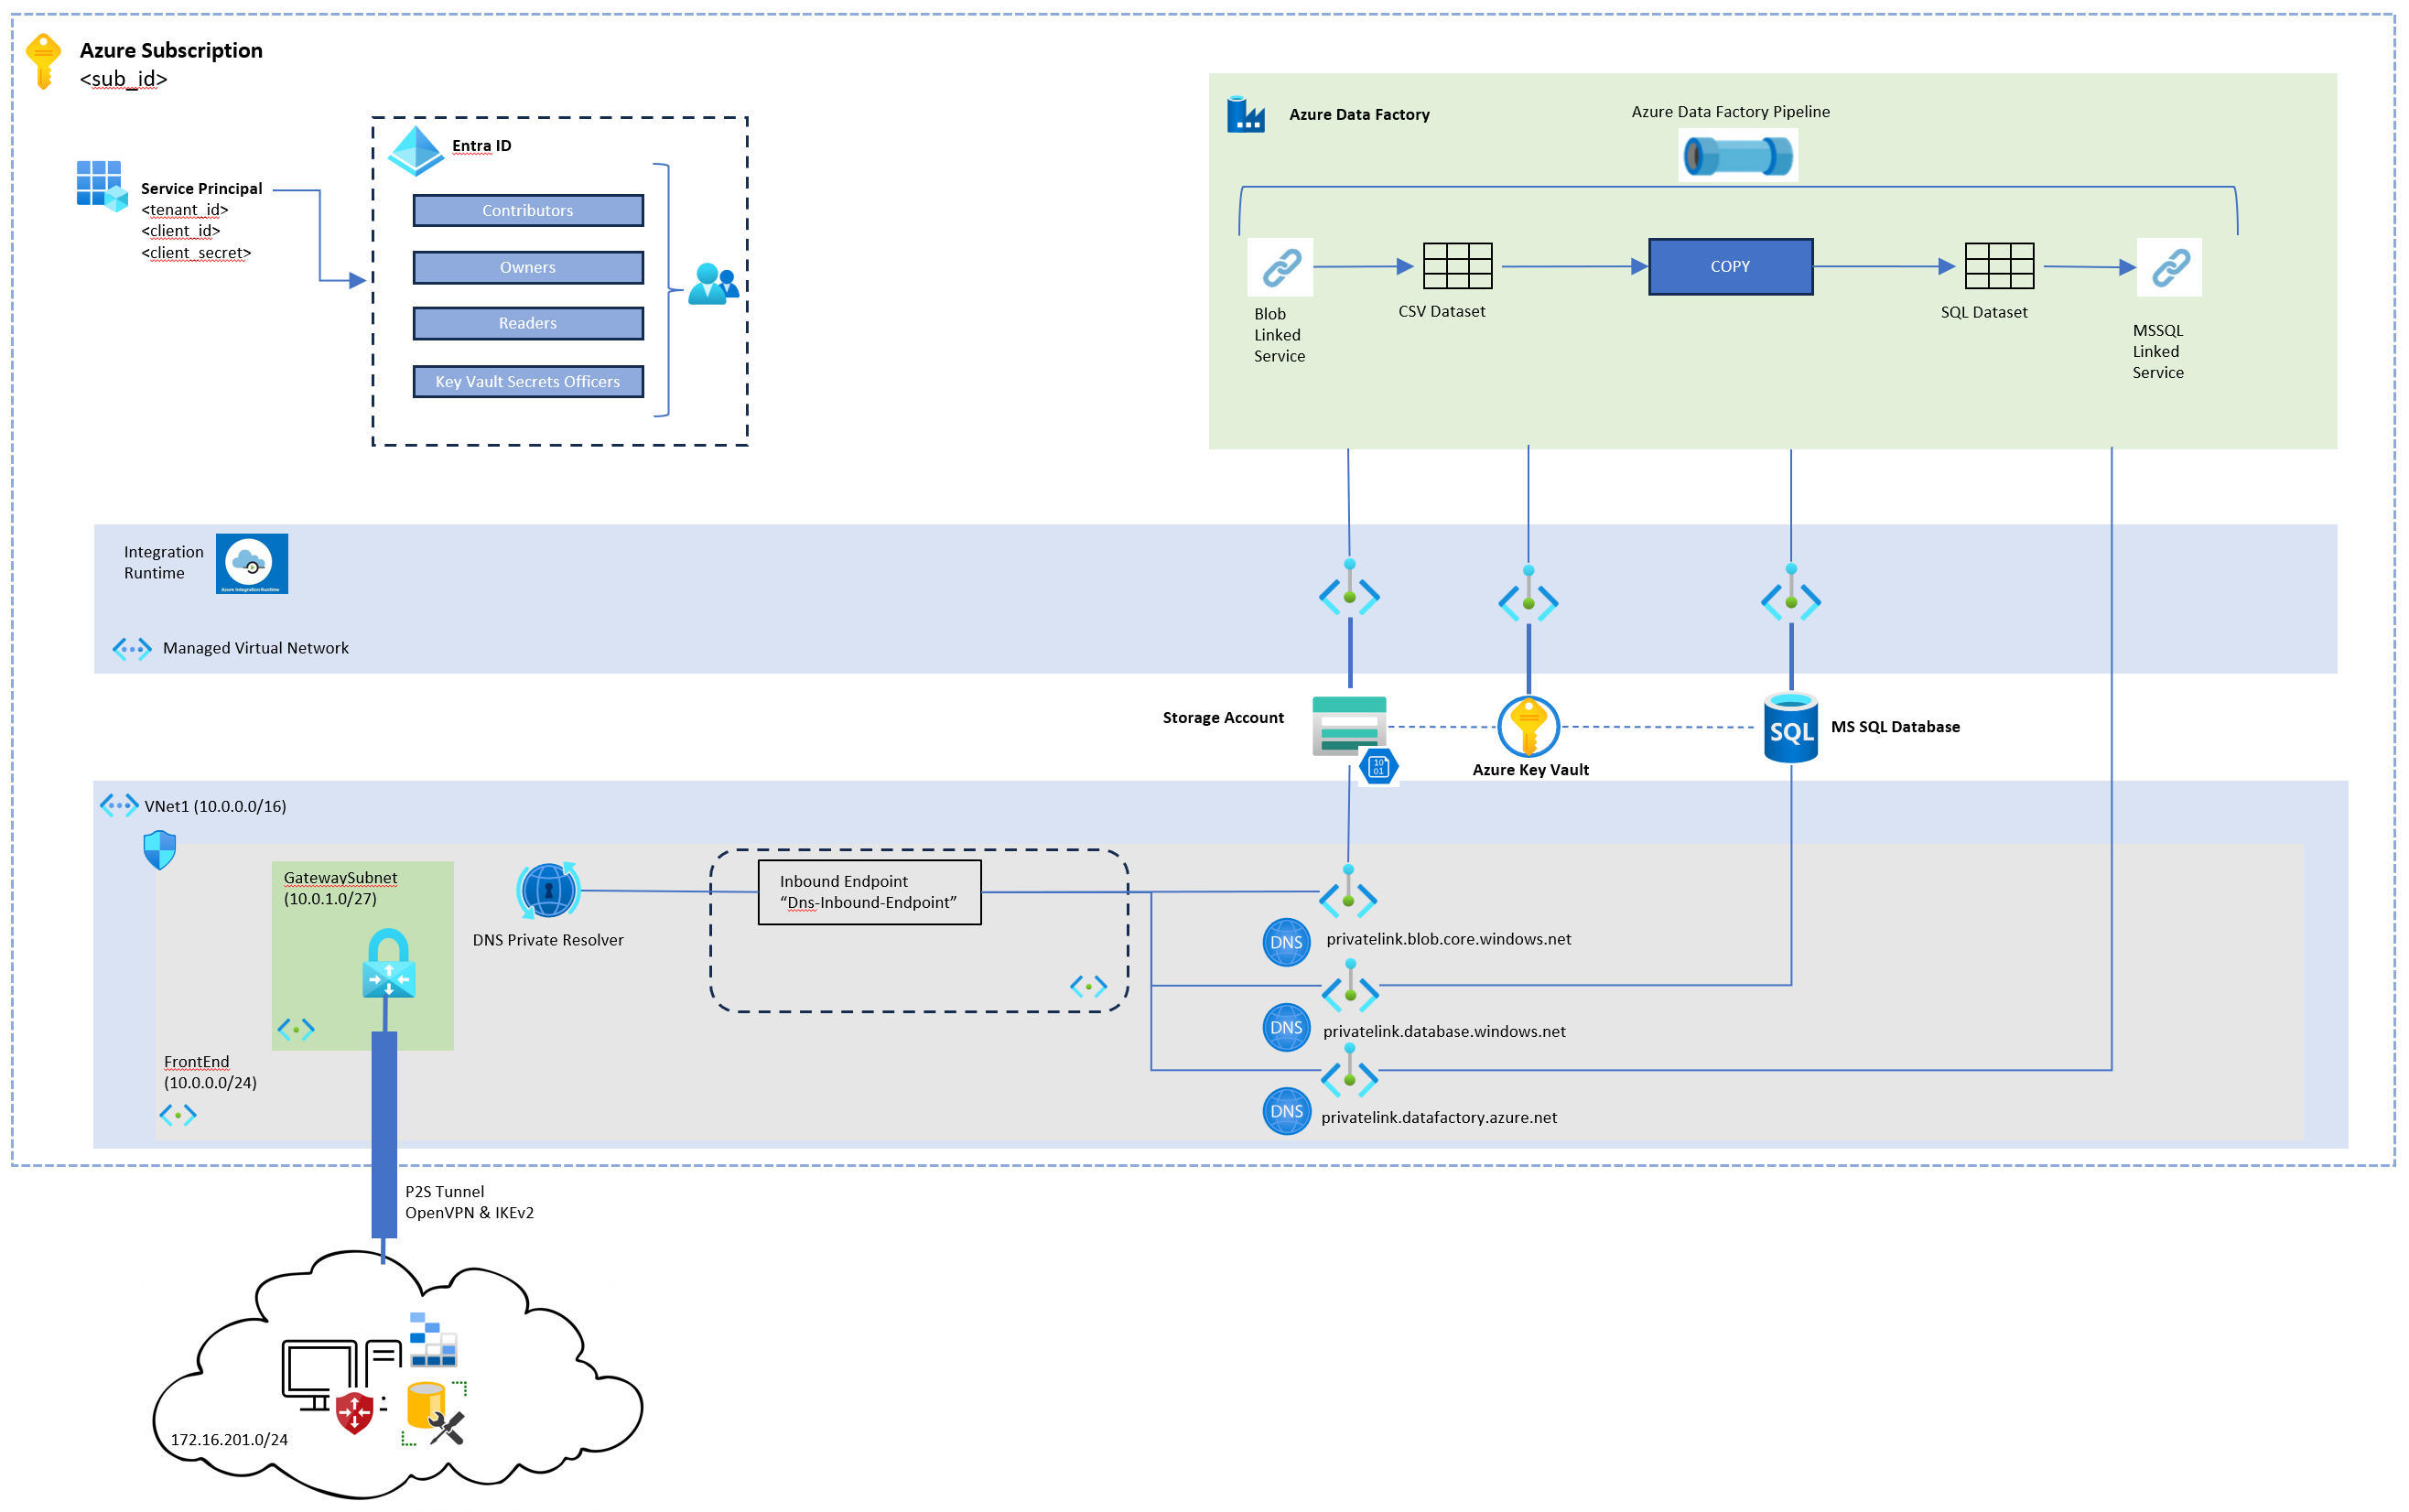 Azure Subscription
<sub_id>
Service Principal
<tenant_id>
<client_id>
<client_secret>
Entra ID
Contributors
Owners
Readers
Key Vault Secrets Officers
Azure Data Factory
Azure Data Factory Pipeline
Blob
Linked
Service
CSV Dataset
COPY
SQL Dataset
MSSQL
Linked
Service
Integration
Runtime
Azure Integration Runtime
Managed Virtual Network
Storage Account
10
01
Azure Key Vault
SQL
MS SQL Database
VNet1 (10.0.0.0/16)
GatewaySubnet
(10.0.1.0/27)
FrontEnd
(10.0.0.0/24)
DNS Private Resolver
Inbound Endpoint
“Dns-Inbound-Endpoint”
DNS
privatelink.blob.core.windows.net
DNS
privatelink.database.windows.net
DNS
privatelink.datafactory.azure.net
P2S Tunnel
OpenVPN & IKEv2
172.16.201.0/24